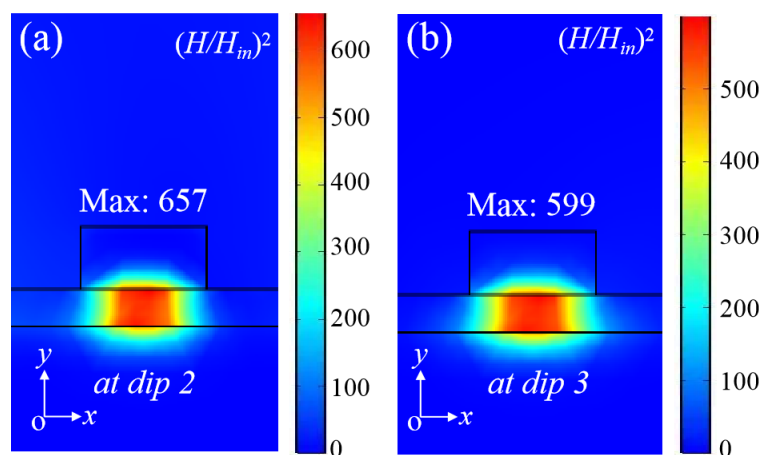 (a)
(H/Hin)²
Max: 657
at dip 2
y
o
x
600
500
400
300
200
100
0
(b)
(H/Hin)²
Max: 599
at dip 3
y
o
x
500
400
300
200
100
0